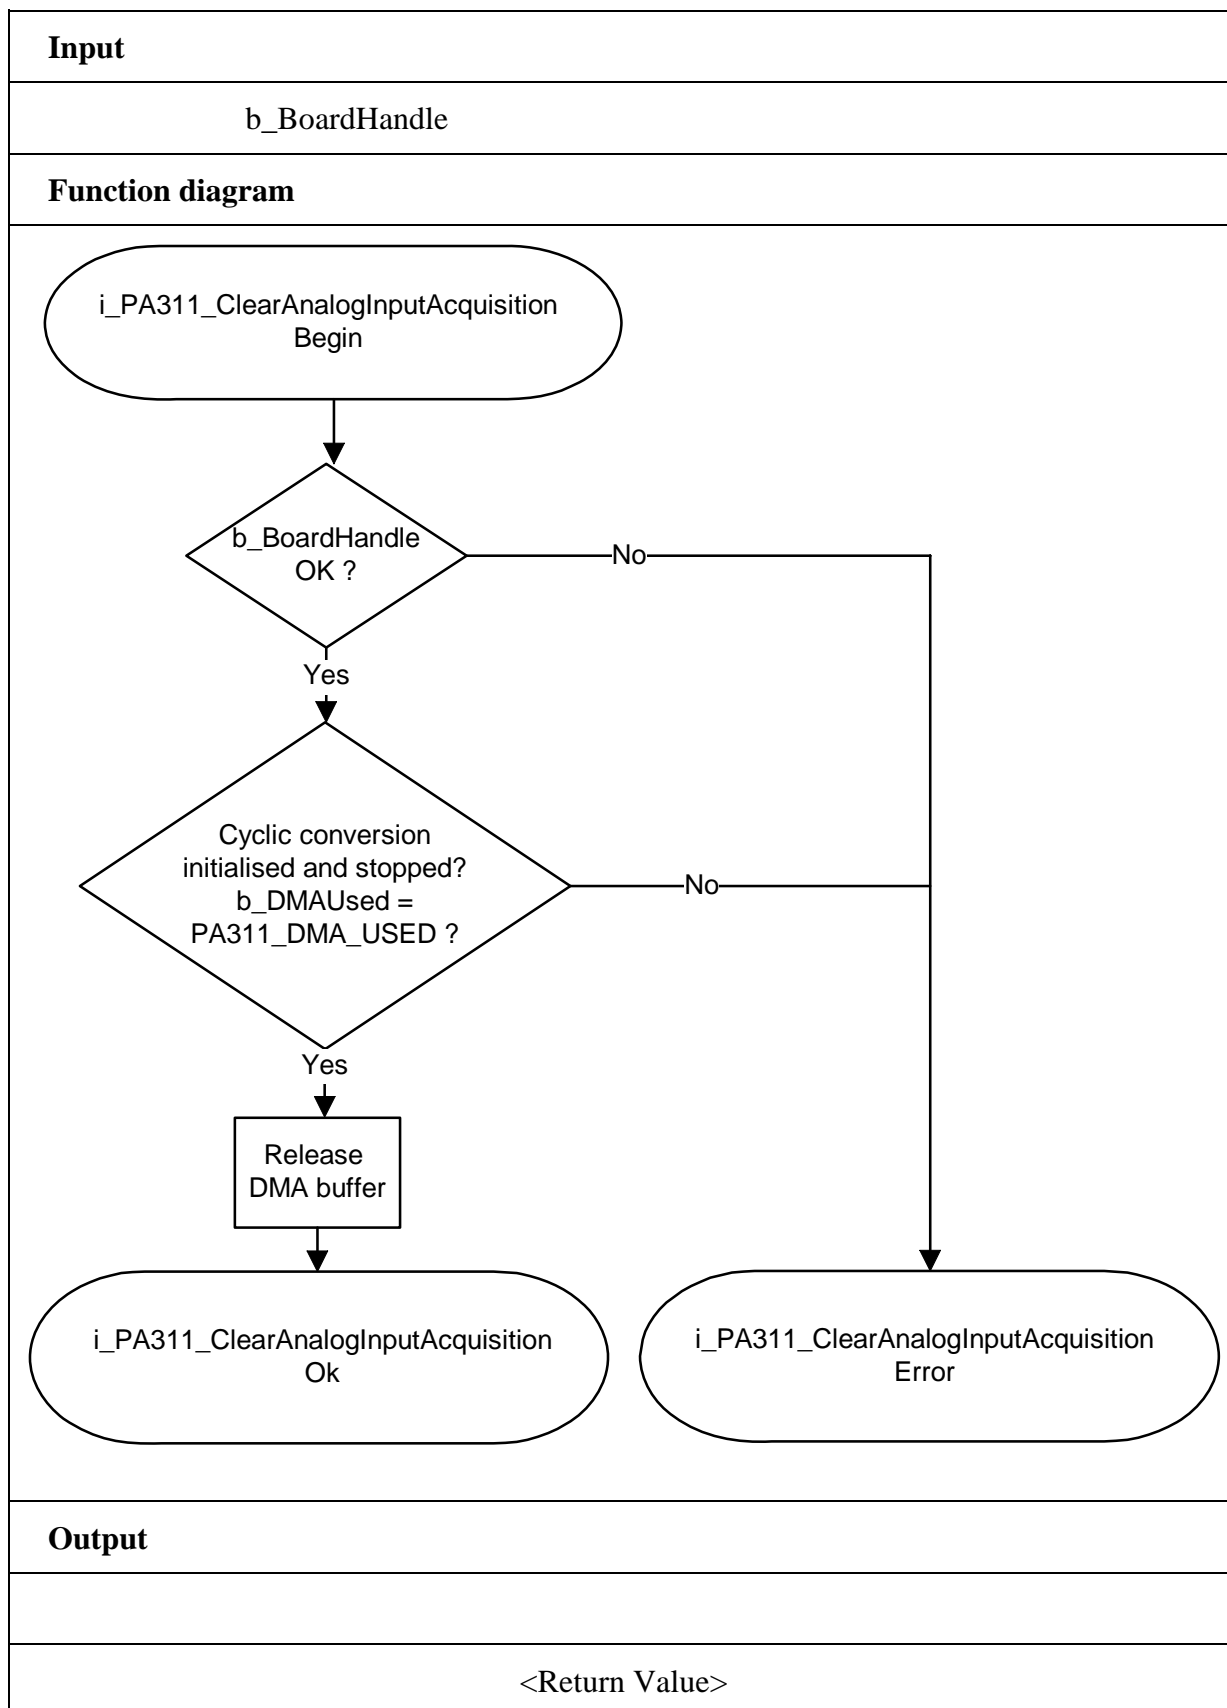 Input
b_BoardHandle
Function diagram
i_PA311_ClearAnalogInputAcquisition
Begin
b_BoardHandle
OK ?
No
Yes
Cyclic conversion
initialised and stopped?
b_DMAUsed =
PA311_DMA_USED ?
No
Yes
Release
DMA buffer
i_PA311_ClearAnalogInputAcquisition
Ok
i_PA311_ClearAnalogInputAcquisition
Error
Output
<Return Value>